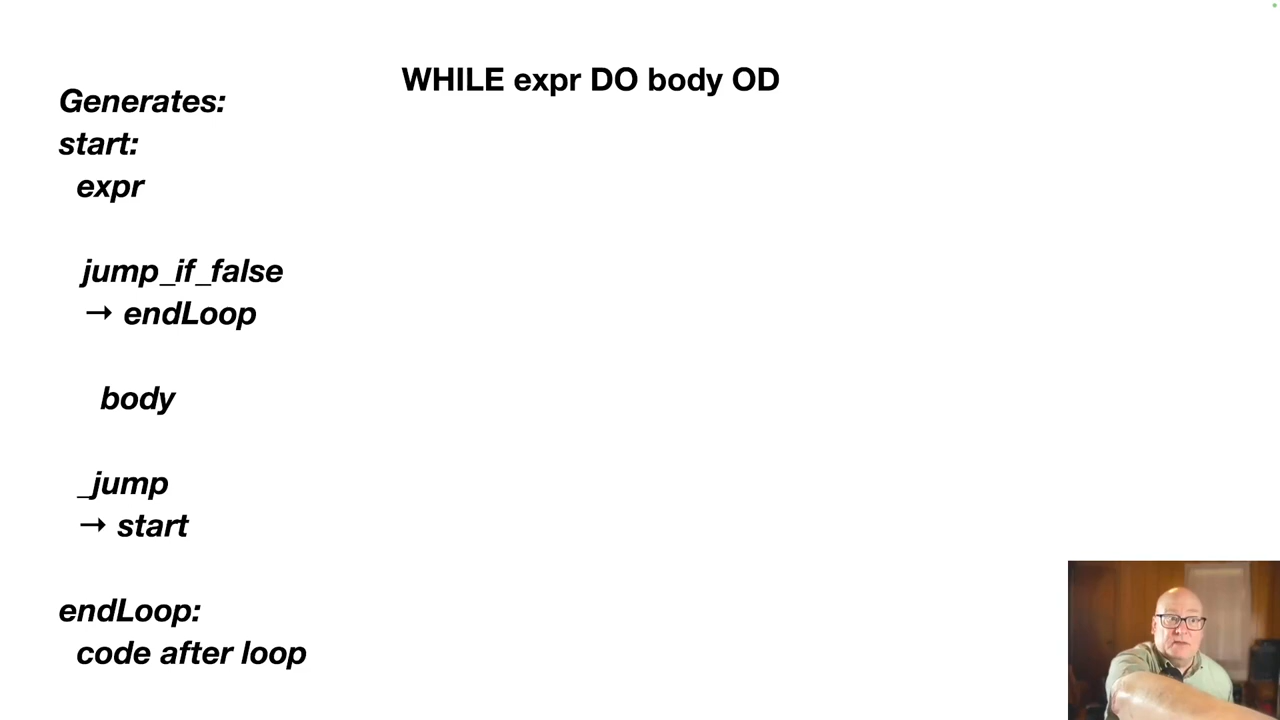 WHILE expr DO body OD
Generates:
start:
expr
jump_if_false
→ endLoop
body
_jump
→ start
endLoop:
code after loop